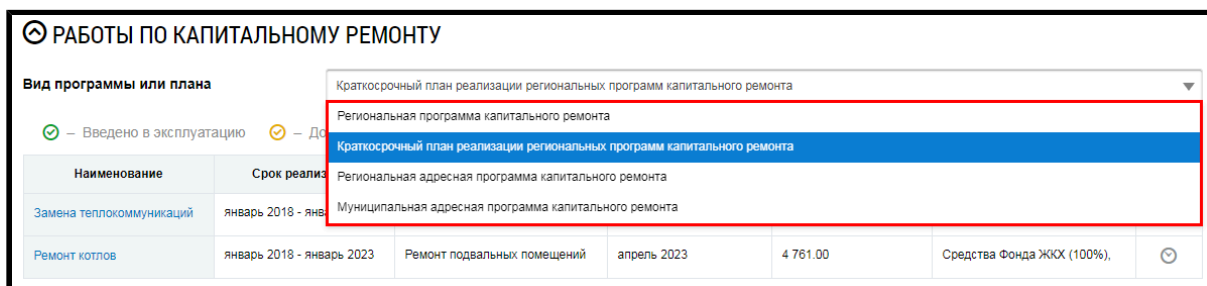 РАБОТЫ ПО КАПИТАЛЬНОМУ РЕМОНТУ
Вид программы или плана
Краткосрочный план реализации региональных программ капитального ремонта
Региональная программа капитального ремонта
– Введено в эксплуатацию –
Краткосрочный план реализации региональных программ капитального ремонта
Наименование
Региональная адресная программа капитального ремонта
Замена теплокоммуникаций январь 2018 -
Муниципальная адресная программа капитального ремонта
Ремонт котлов январь 2018 - январь 2023 Ремонт подвальных помещений апрель 2023 4 761.00 Средства Фонда ЖКХ (100%),